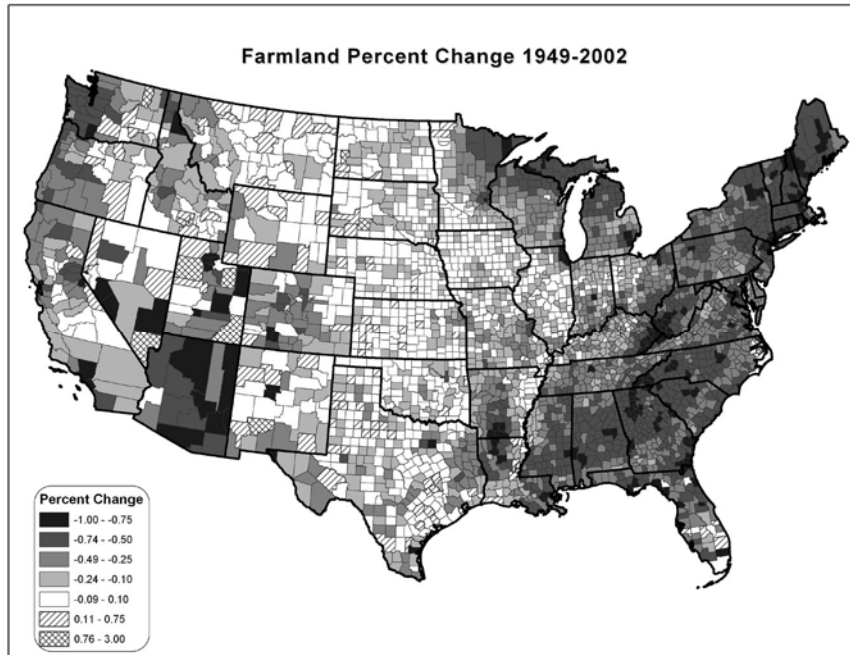 Farmland Percent Change 1949-2002
Percent Change
-1.00 - -0.75
-0.74 - -0.50
-0.49 - -0.25
-0.24 - -0.10
-0.09 - 0.10
0.11 - 0.75
0.76 - 3.00